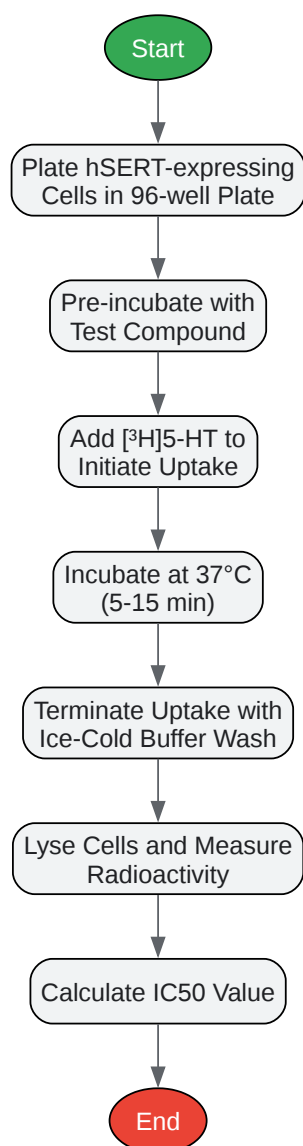 Start
Plate hSERT-expressing
Cells in 96-well Plate
Pre-incubate with
Test Compound
Add [³H]5-HT to
Initiate Uptake
Incubate at 37°C
(5-15 min)
Terminate Uptake with
Ice-Cold Buffer Wash
Lyse Cells and Measure
Radioactivity
Calculate IC50 Value
End